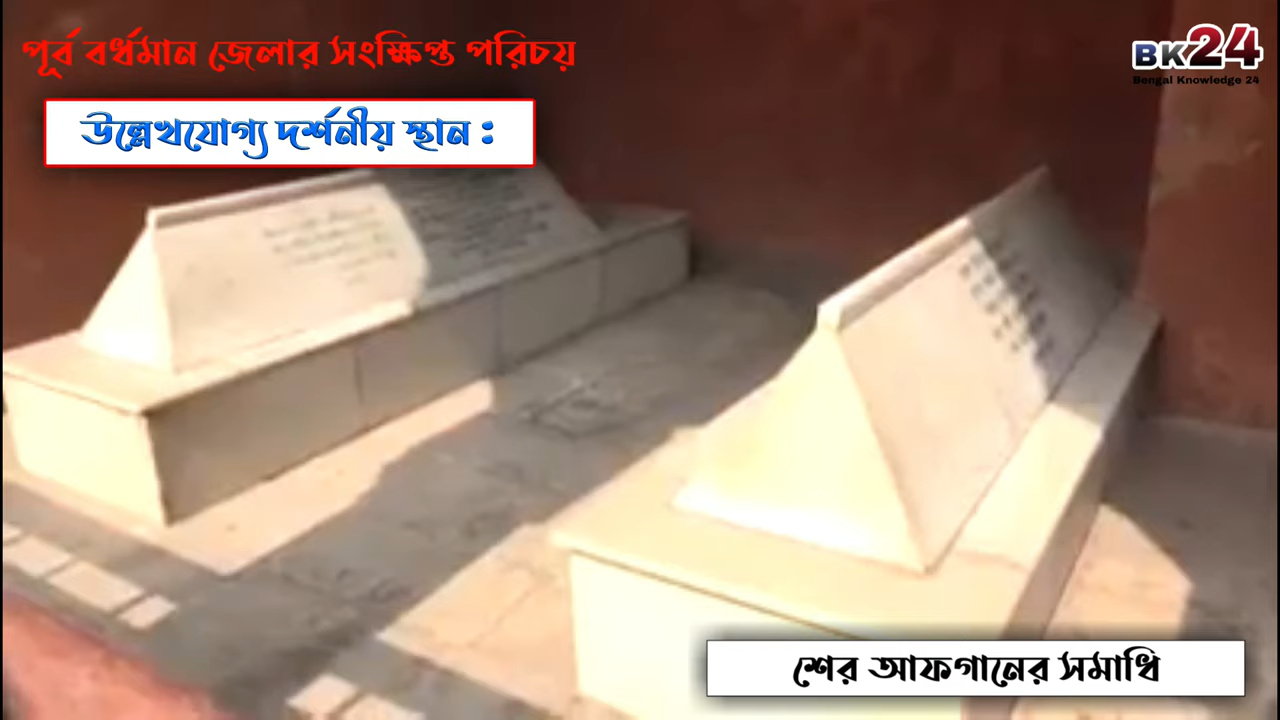 পূর্ব বর্ধমান জেলার সংক্ষিপ্ত পরিচয়
BK24
Bengal Knowledge 24
উল্লেখযোগ্য দর্শনীয় স্থান :
শের আফগানের সমাধি